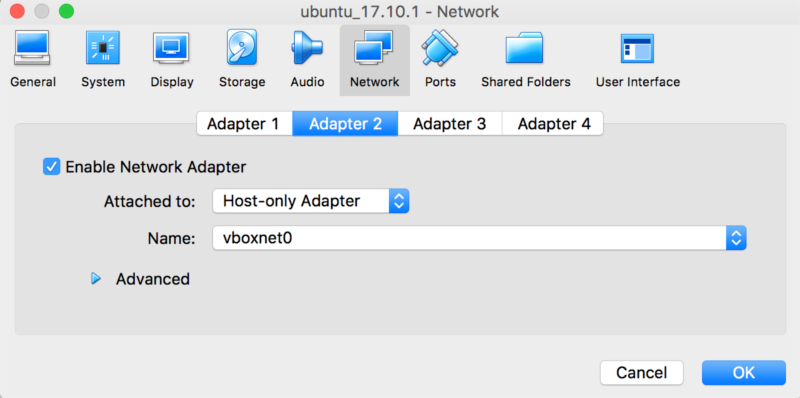 ubuntu_17.10.1 - Network
General System Display Storage Audio Network Ports Shared Folders User Interface
Adapter 1 Adapter 2 Adapter 3 Adapter 4
Enable Network Adapter
Attached to: Host-only Adapter
Name: vboxnet0
Advanced
Cancel OK